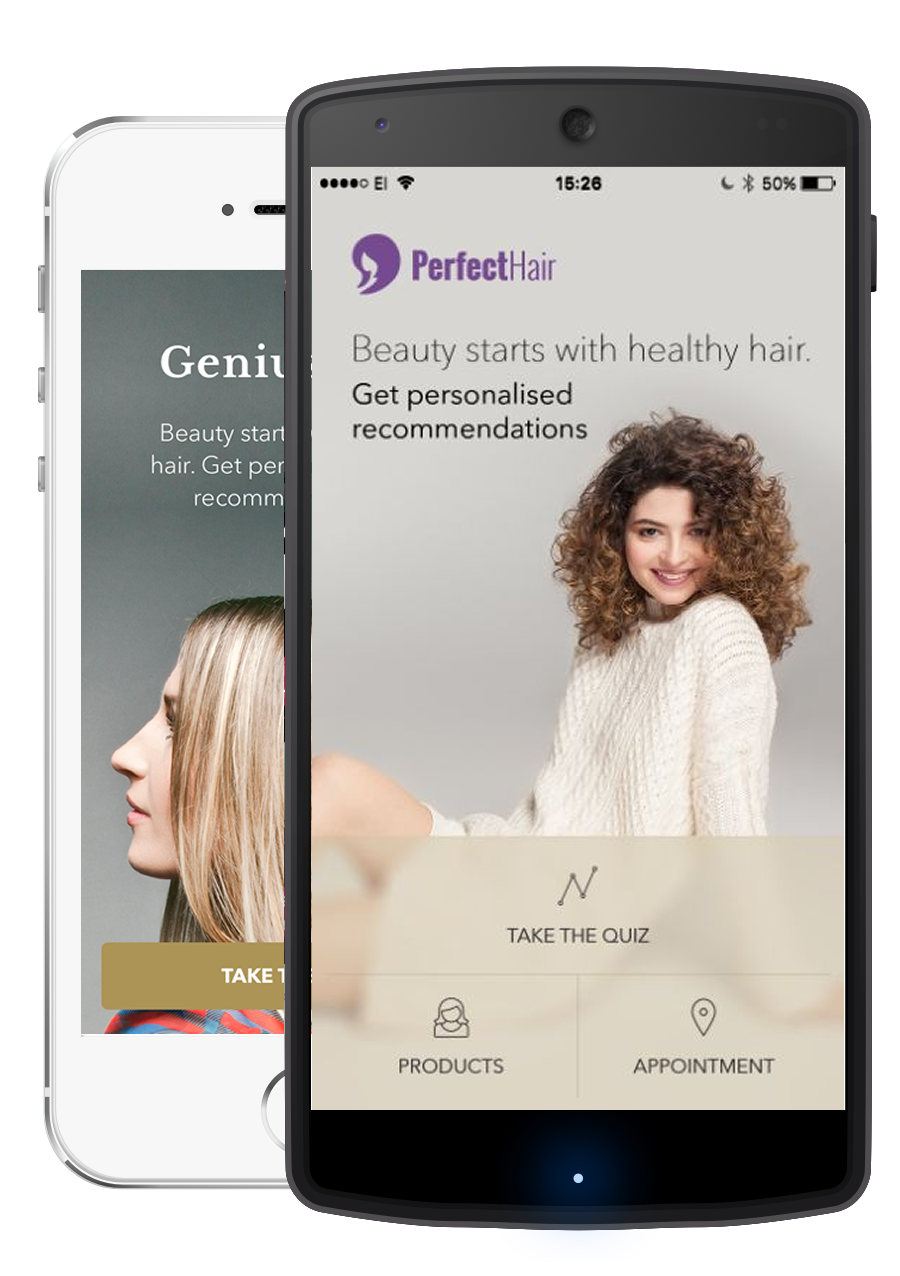 EI 15:26 50%
PerfectHair
Beauty starts with healthy hair.
Get personalised
recommendations
TAKE THE QUIZ
PRODUCTS APPOINTMENT
Geniu
Beauty start
hair. Get per
recomm
TAKE T